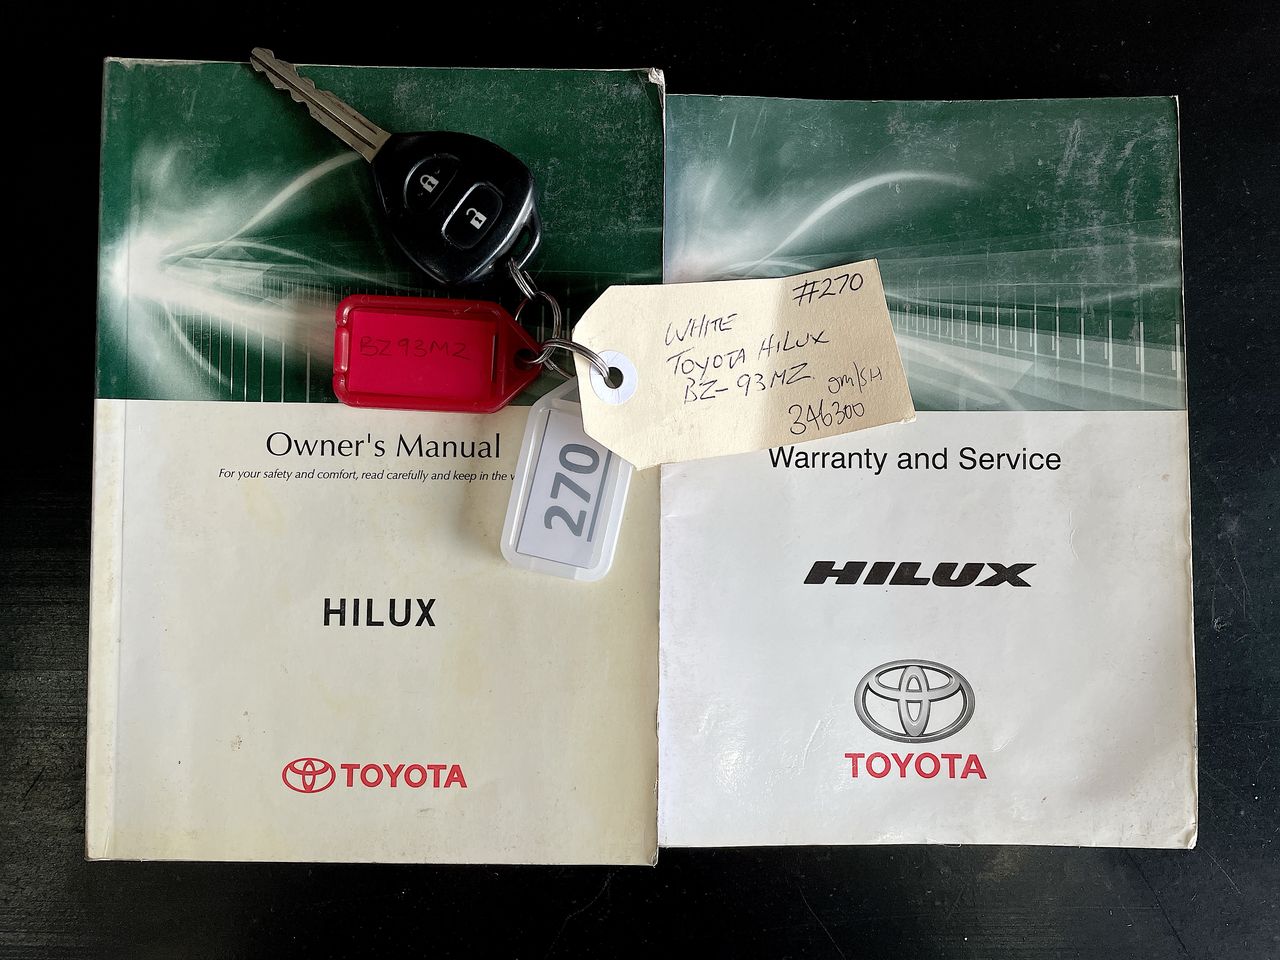 #270
WHITE
TOYOTA HILUX
BZ-93MZ
om/SH
346300
BZ93MZ
270
Owner's Manual
For your safety and comfort, read carefully and keep in the
HILUX
TOYOTA
Warranty and Service
HILUX
TOYOTA